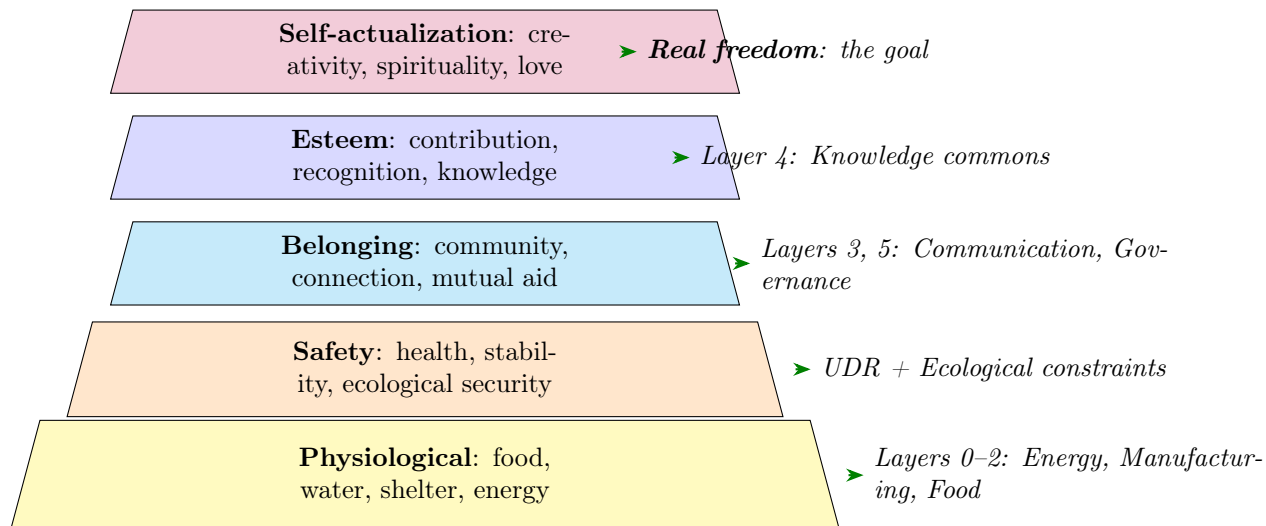 Self-actualization: cre-
ativity, spirituality, love
Real freedom: the goal
Esteem: contribution,
recognition, knowledge
Layer 4: Knowledge commons
Belonging: community,
connection, mutual aid
Layers 3, 5: Communication, Gov-
ernance
Safety: health, stabil-
ity, ecological security
UDR + Ecological constraints
Physiological: food,
water, shelter, energy
Layers 0–2: Energy, Manufactur-
ing, Food